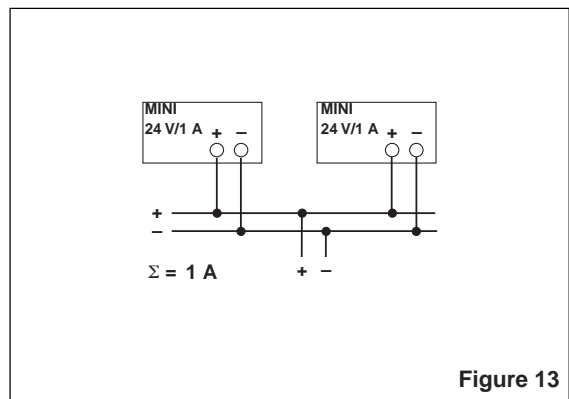 MINI
24 V/1 A + –
MINI
24 V/1 A + –
+
–
Σ = 1 A
+ –
Figure 13